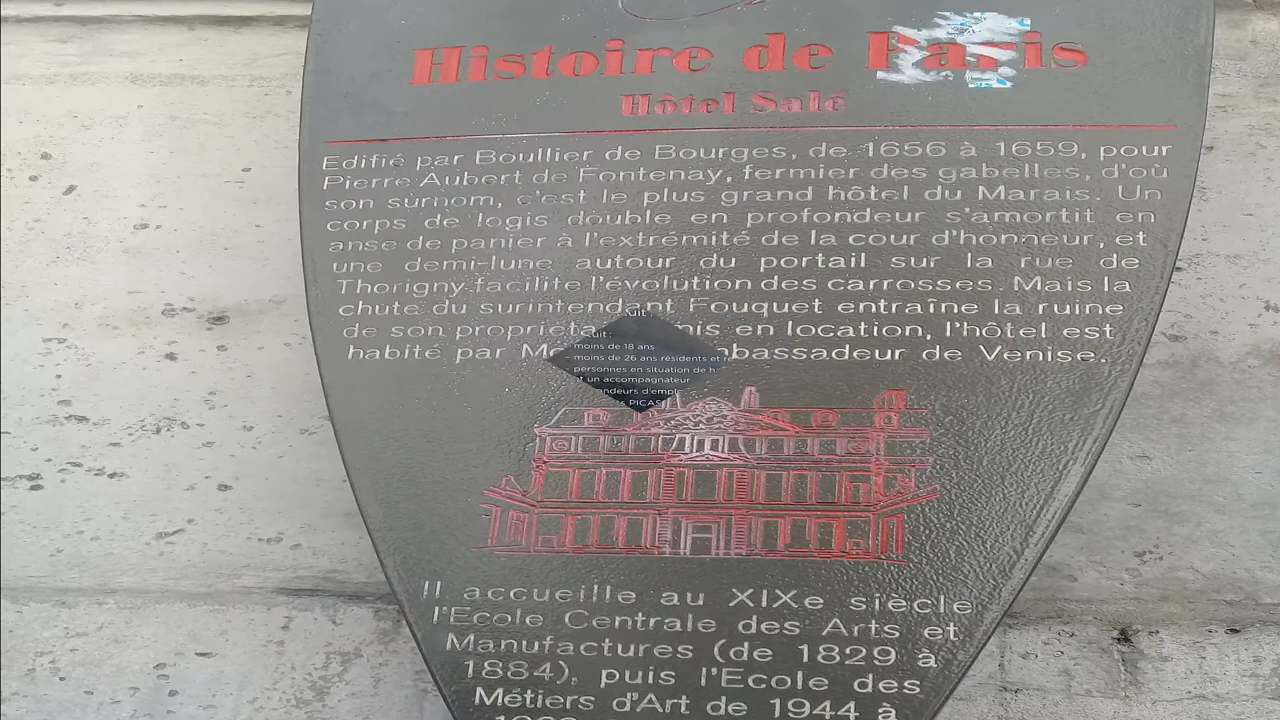 Histoire de Paris
Hôtel Salé
Edifié par Boullier de Bourges, de 1656 à 1659, pour
Pierre Aubert de Fontenay, fermier des gabelles, d'où
son surnom, c'est le plus grand hôtel du Marais. Un
corps de logis double en profondeur s'amortit en
anse de panier à l'extrémité de la cour d'honneur, et
une demi-lune autour du portail sur la rue de
Thorigny facilite l'évolution des carrosses. Mais la
chute du surintendant Fouquet entraîne la ruine
de son en location, l'hôtel est
habité par de Venise.
moins de 18 ans
moins de 26 ans résidents et
personnes en situation de
un accompagnateur
Il accueille au XIXe siècle
l'Ecole Centrale des Arts et
Manufactures (de 1829 à
1884), puis l'Ecole des
Métiers d'Art de 1944 à